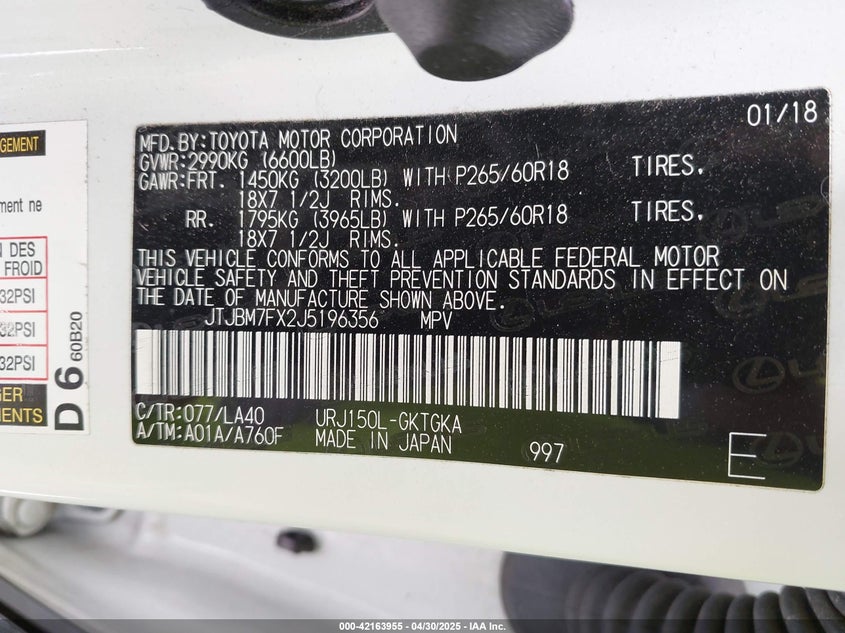 GEMENT
ment ne
N DES
FROID
32PSI
32PSI
32PSI
GER
MENTS
D 6 60B20
01/18
MFD.BY:TOYOTA MOTOR CORPORATION
GVWR:2990KG (6600LB)
GAWR:FRT. 1450KG (3200LB) WITH P265/60R18 TIRES.
18X7 1/2J RIMS.
RR. 1795KG (3965LB) WITH P265/60R18 TIRES.
18X7 1/2J RIMS.
THIS VEHICLE CONFORMS TO ALL APPLICABLE FEDERAL MOTOR
VEHICLE SAFETY AND THEFT PREVENTION STANDARDS IN EFFECT ON
THE DATE OF MANUFACTURE SHOWN ABOVE.
JTJBM7FX2J5196356 MPV
C/TR:077/LA40 URJ150L-GKTGKA
A/TM:A01A/A760F MADE IN JAPAN 997 E
000-42163955 - 04/30/2025 - IAA Inc.